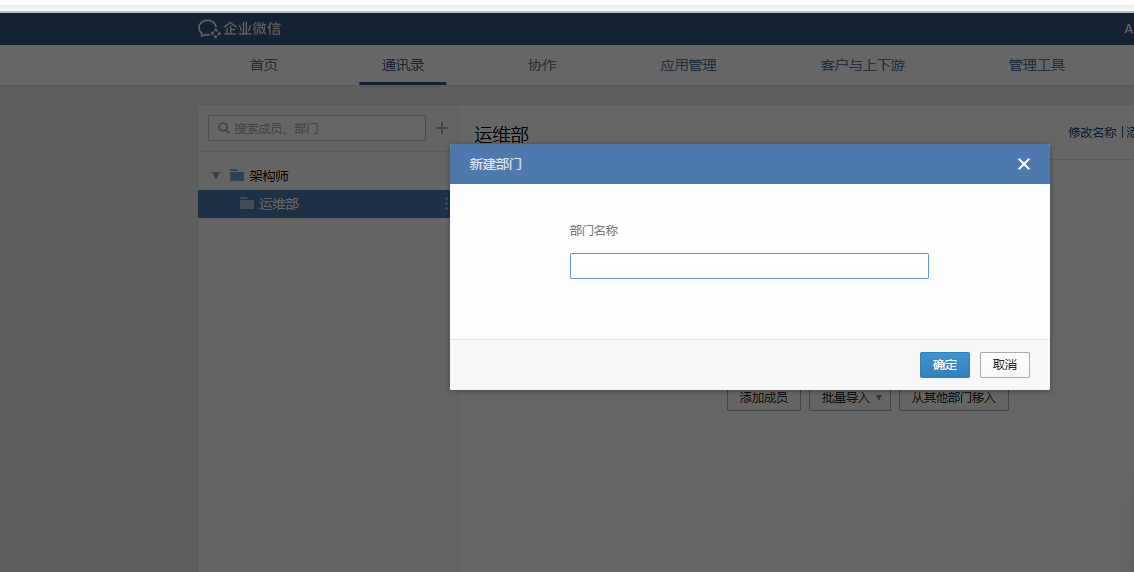 企业微信
首页 通讯录 协作 应用管理 客户与上下游 管理工具
搜索成员、部门
运维部
修改名称
架构师
运维部
新建部门
部门名称
确定 取消
添加成员 批量导入 从其他部门移入